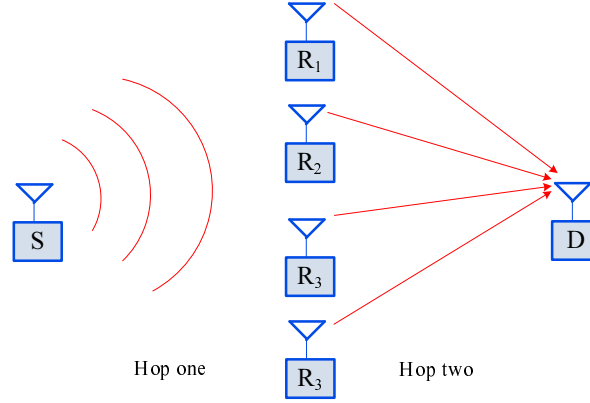 R₁
R₂
S
D
R₃
R₃
Hop one
Hop two